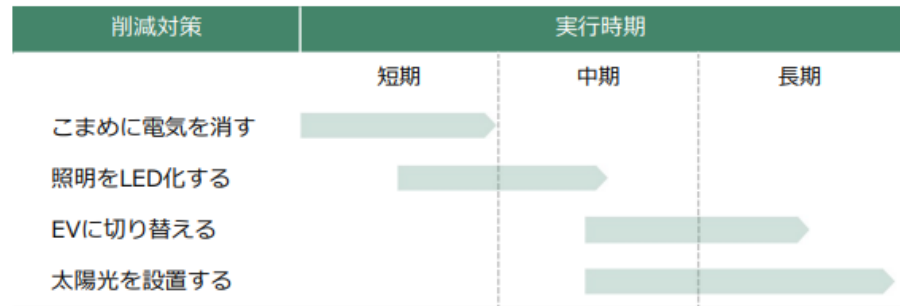 削減対策 実行時期
短期 中期 長期
こまめに電気を消す
照明をLED化する
EVに切り替える
太陽光を設置する